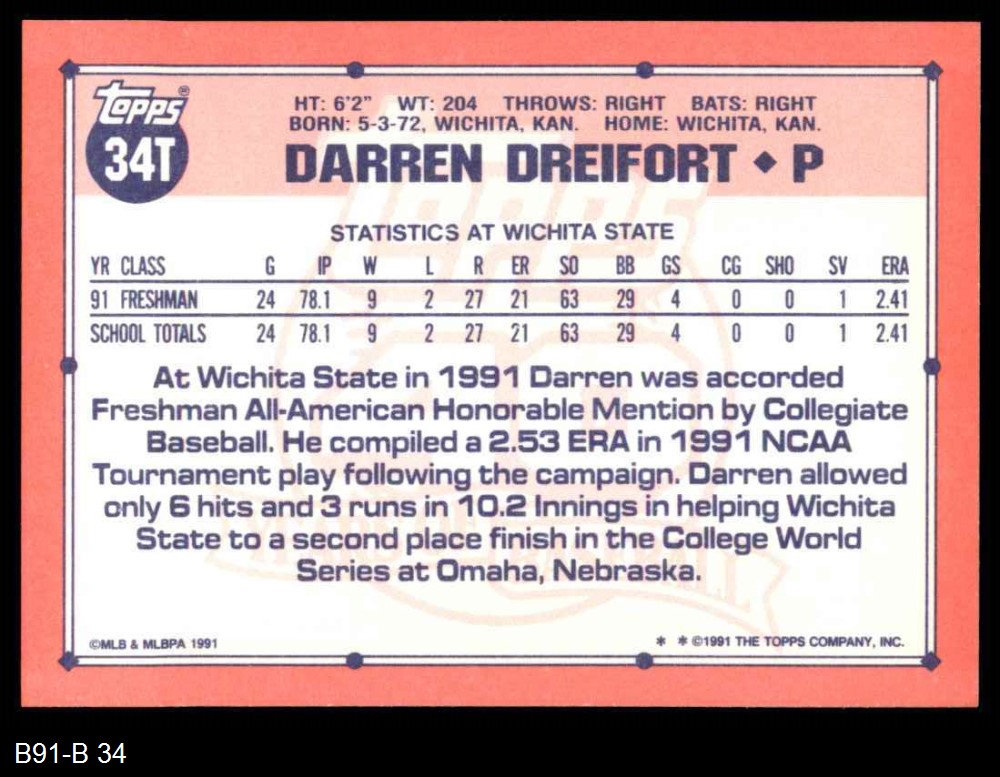 topps®
34T
HT: 6'2" WT: 204 THROWS: RIGHT BATS: RIGHT
BORN: 5-3-72, WICHITA, KAN. HOME: WICHITA, KAN.
DARREN DREIFORT ♦ P
STATISTICS AT WICHITA STATE
YR CLASS G IP W L R ER SO BB GS CG SHO SV ERA
91 FRESHMAN 24 78.1 9 2 27 21 63 29 4 0 0 1 2.41
SCHOOL TOTALS 24 78.1 9 2 27 21 63 29 4 0 0 1 2.41
At Wichita State in 1991 Darren was accorded
Freshman All-American Honorable Mention by Collegiate
Baseball. He compiled a 2.53 ERA in 1991 NCAA
Tournament play following the campaign. Darren allowed
only 6 hits and 3 runs in 10.2 Innings in helping Wichita
State to a second place finish in the College World
Series at Omaha, Nebraska.
TOPPS
40
YEARS OF BASEBALL
©MLB & MLBPA 1991
* * ©1991 THE TOPPS COMPANY, INC.
B91-B 34